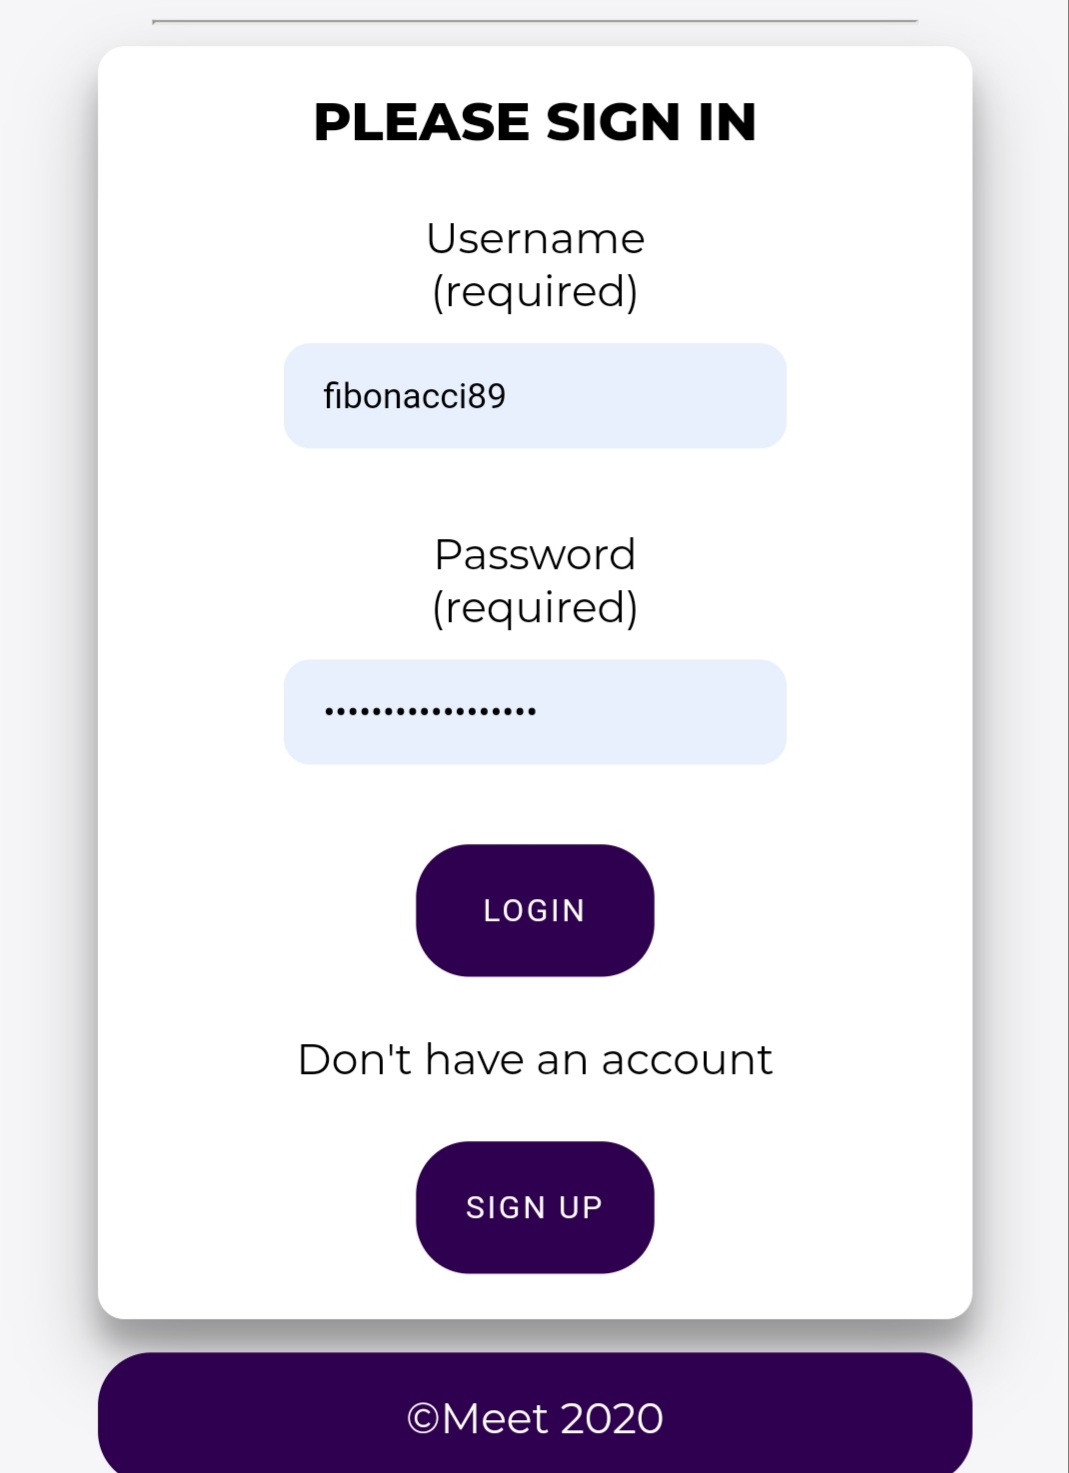 PLEASE SIGN IN
Username
(required)
fibonacci89
Password
(required)
••••••••••••••••••
LOGIN
Don't have an account
SIGN UP
©Meet 2020